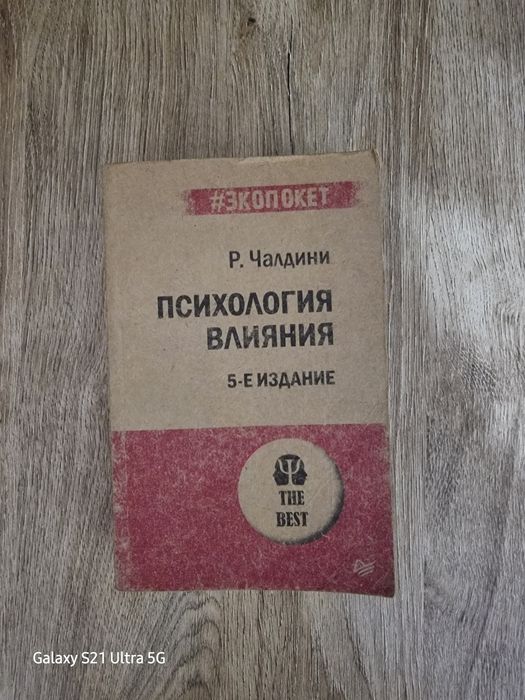 #ЭКОПОКЕТ
Р. Чалдини
ПСИХОЛОГИЯ
ВЛИЯНИЯ
5-Е ИЗДАНИЕ
Ψ
THE
BEST
Galaxy S21 Ultra 5G